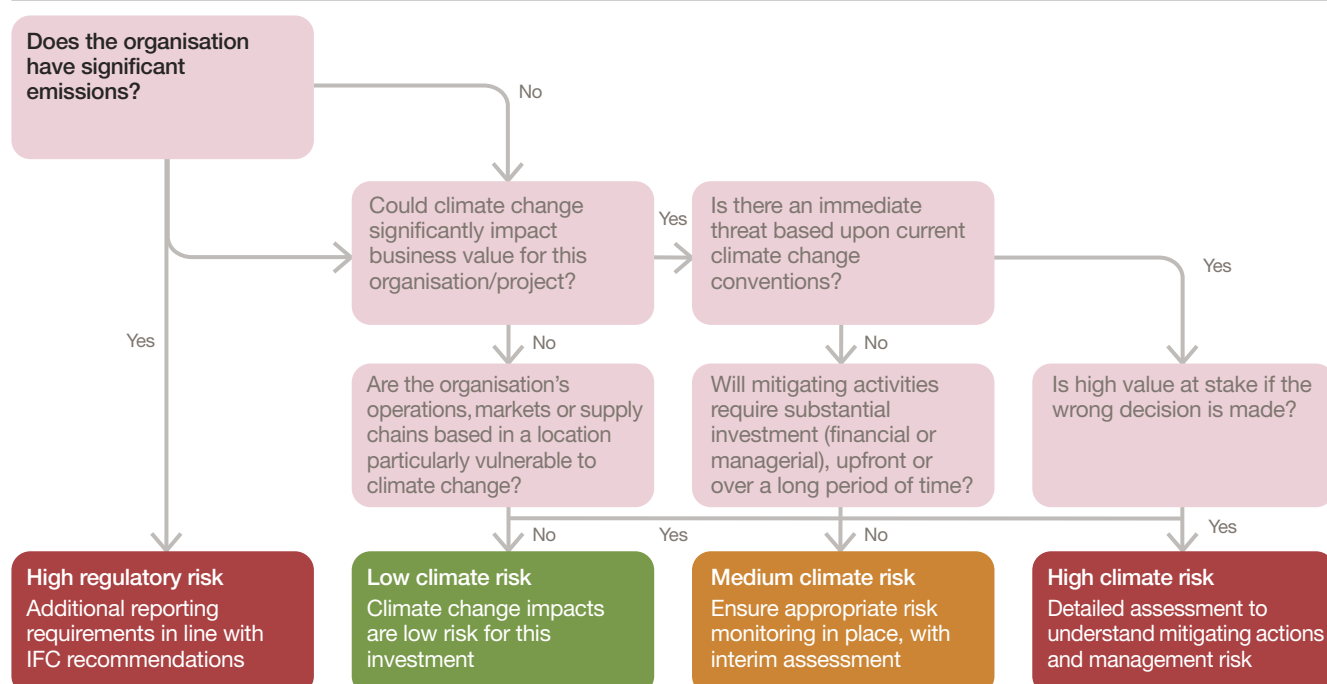 Does the organisation
have significant
emissions?
No
Could climate change
significantly impact
business value for this
organisation/project?
Yes
Is there an immediate
threat based upon current
climate change
conventions?
Yes
Yes
No
No
Are the organisation's
operations, markets or supply
chains based in a location
particularly vulnerable to
climate change?
Will mitigating activities
require substantial
investment (financial or
managerial), upfront or
over a long period of time?
Is high value at stake if the
wrong decision is made?
No
Yes
No
Yes
High regulatory risk
Additional reporting
requirements in line with
IFC recommendations
Low climate risk
Climate change impacts
are low risk for this
investment
Medium climate risk
Ensure appropriate risk
monitoring in place, with
interim assessment
High climate risk
Detailed assessment to
understand mitigating actions
and management risk